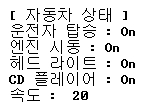 [ 자동차 상태 ]
운전자 탑승 : On
엔진 시동 : On
헤드 라이트 : On
CD 플레이어 : On
속도 :  20